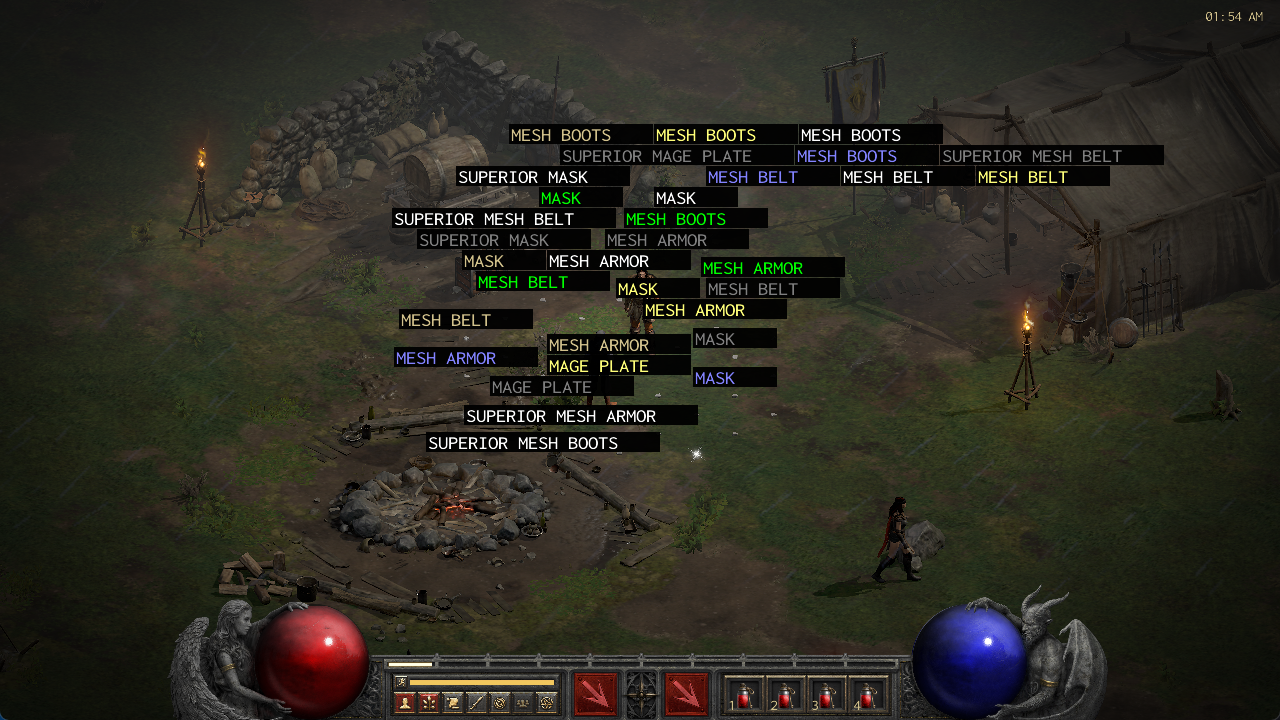 01:54 AM
MESH BOOTS MESH BOOTS MESH BOOTS
SUPERIOR MAGE PLATE MESH BOOTS SUPERIOR MESH BELT
SUPERIOR MASK MESH BELT MESH BELT MESH BELT
MASK MASK
SUPERIOR MESH BELT MESH BOOTS
SUPERIOR MASK MESH ARMOR
MASK MESH ARMOR MESH ARMOR
MESH BELT MASK MESH BELT
MESH ARMOR
MESH BELT
MESH ARMOR MASK
MESH ARMOR MAGE PLATE
MASK
MAGE PLATE
SUPERIOR MESH ARMOR
SUPERIOR MESH BOOTS
1 2 3 4